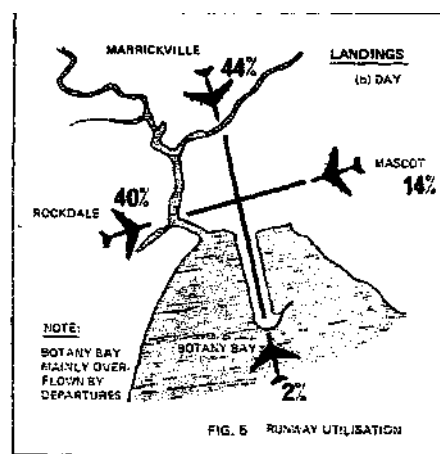 MARRICKVILLE
44%
LANDINGS
(b) DAY
MASCOT
14%
40%
ROCKDALE
NOTE:
BOTANY BAY
MAINLY OVER-
FLOWN BY
DEPARTURES
BOTANY BAY
2%
FIG. 5 RUNWAY UTILISATION